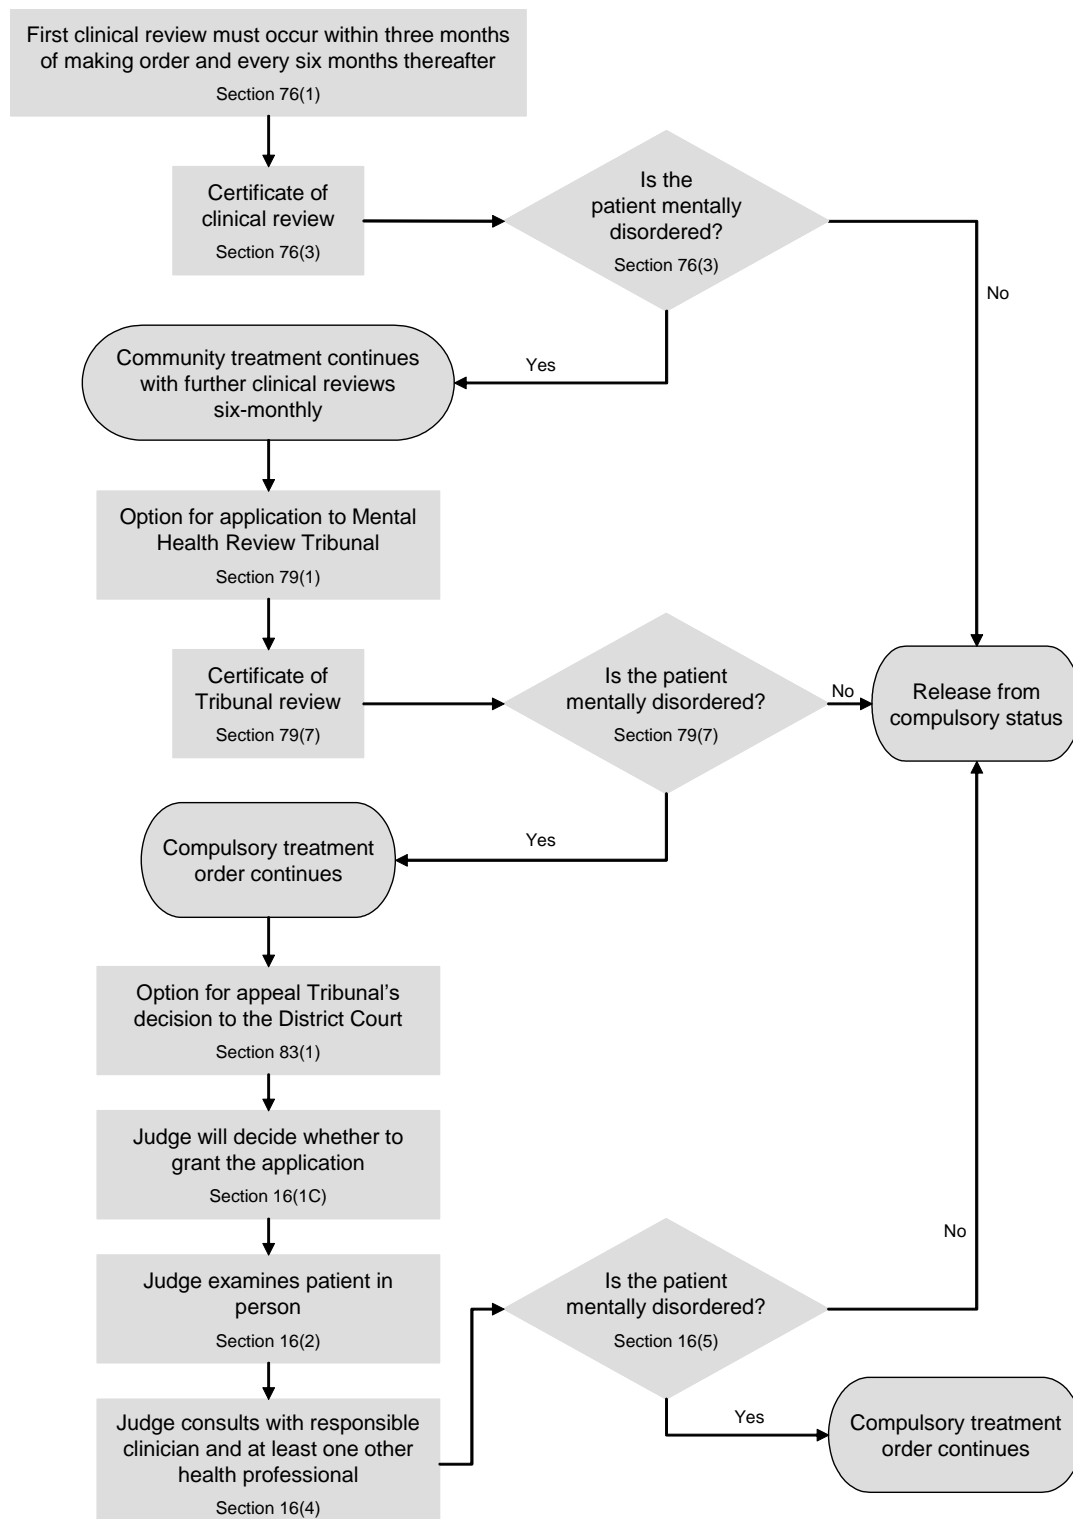 First clinical review must occur within three months
of making order and every six months thereafter
Section 76(1)
Certificate of
clinical review
Section 76(3)
Is the
patient mentally
disordered?
Section 76(3)
No
Yes
Community treatment continues
with further clinical reviews
six-monthly
Option for application to Mental
Health Review Tribunal
Section 79(1)
Certificate of
Tribunal review
Section 79(7)
Is the patient
mentally disordered?
Section 79(7)
No
Release from
compulsory status
Yes
Compulsory treatment
order continues
Option for appeal Tribunal’s
decision to the District Court
Section 83(1)
Judge will decide whether to
grant the application
Section 16(1C)
Judge examines patient in
person
Section 16(2)
Judge consults with responsible
clinician and at least one other
health professional
Section 16(4)
Is the patient
mentally disordered?
Section 16(5)
No
Yes
Compulsory treatment
order continues